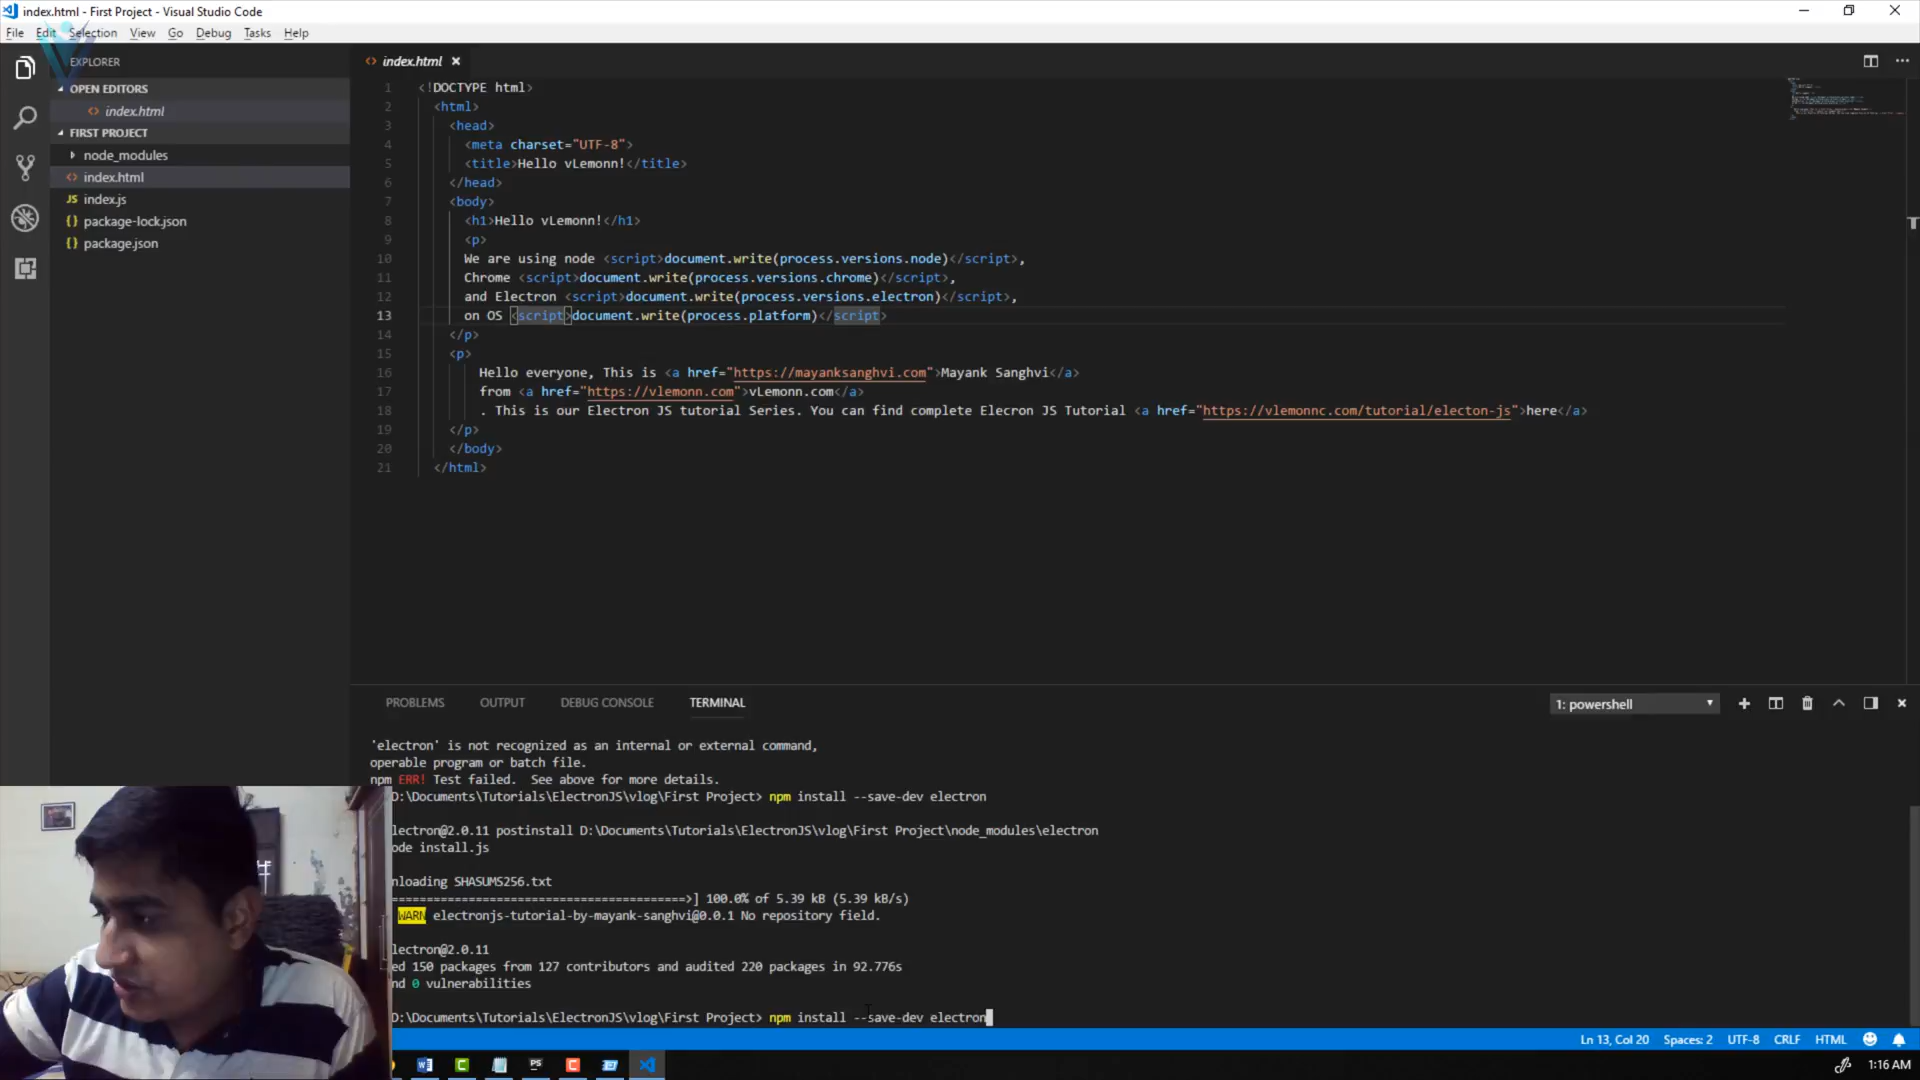 index.html - First Project - Visual Studio Code
File Edit Selection View Go Debug Tasks Help
EXPLORER
OPEN EDITORS
index.html
FIRST PROJECT
node_modules
index.html
index.js
package-lock.json
package.json
index.html
1 <!DOCTYPE html>
2 <html>
3 <head>
4 <meta charset="UTF-8">
5 <title>Hello vLemonn!</title>
6 </head>
7 <body>
8 <h1>Hello vLemonn!</h1>
9 <p>
10 We are using node <script>document.write(process.versions.node)</script>,
11 Chrome <script>document.write(process.versions.chrome)</script>,
12 and Electron <script>document.write(process.versions.electron)</script>,
13 on OS <script>document.write(process.platform)</script>
14 </p>
15 <p>
16 Hello everyone, This is <a href="https://mayanksanghvi.com">Mayank Sanghvi</a>
17 from <a href="https://vlemonn.com">vLemonn.com</a>
18 . This is our Electron JS tutorial Series. You can find complete Elecron JS Tutorial <a href="https://vlemonnc.com/tutorial/electon-js">here</a>
19 </p>
20 </body>
21 </html>
PROBLEMS OUTPUT DEBUG CONSOLE TERMINAL
1: powershell
'electron' is not recognized as an internal or external command,
operable program or batch file.
npm ERR! Test failed. See above for more details.
D:\Documents\Tutorials\ElectronJS\vlog\First Project> npm install --save-dev electron
lectron@2.0.11 postinstall D:\Documents\Tutorials\ElectronJS\vlog\First Project\node_modules\electron
ode install.js
nloading SHASUMS256.txt
========================================>] 100.0% of 5.39 kB (5.39 kB/s)
WARN electronjs-tutorial-by-mayank-sanghvi@0.0.1 No repository field.
lectron@2.0.11
ed 150 packages from 127 contributors and audited 220 packages in 92.776s
nd 0 vulnerabilities
D:\Documents\Tutorials\ElectronJS\vlog\First Project> npm install --save-dev electron
Ln 13, Col 20 Spaces: 2 UTF-8 CRLF HTML
1:16 AM